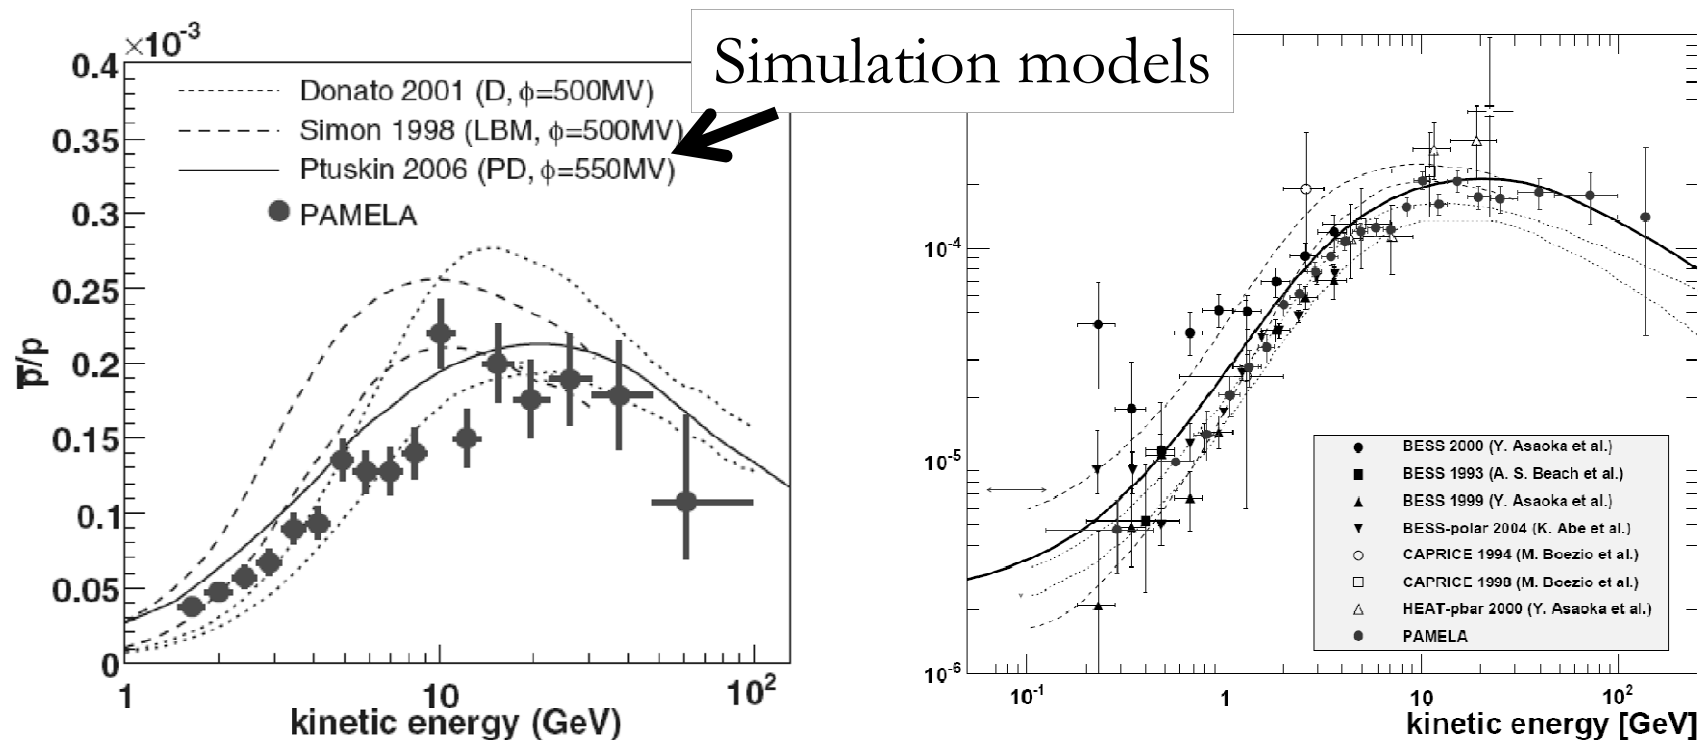 Simulation models
×10⁻³
0.4
0.35
0.3
0.25
0.2
0.15
0.1
0.05
0
p̅/p
Donato 2001 (D, ϕ=500MV)
Simon 1998 (LBM, ϕ=500MV)
Ptuskin 2006 (PD, ϕ=550MV)
PAMELA
1 10 10²
kinetic energy (GeV)
10⁻⁴
10⁻⁵
10⁻⁶
BESS 2000 (Y. Asaoka et al.)
BESS 1993 (A. S. Beach et al.)
BESS 1999 (Y. Asaoka et al.)
BESS-polar 2004 (K. Abe et al.)
CAPRICE 1994 (M. Boezio et al.)
CAPRICE 1998 (M. Boezio et al.)
HEAT-pbar 2000 (Y. Asaoka et al.)
PAMELA
10⁻¹ 1 10 10²
kinetic energy [GeV]